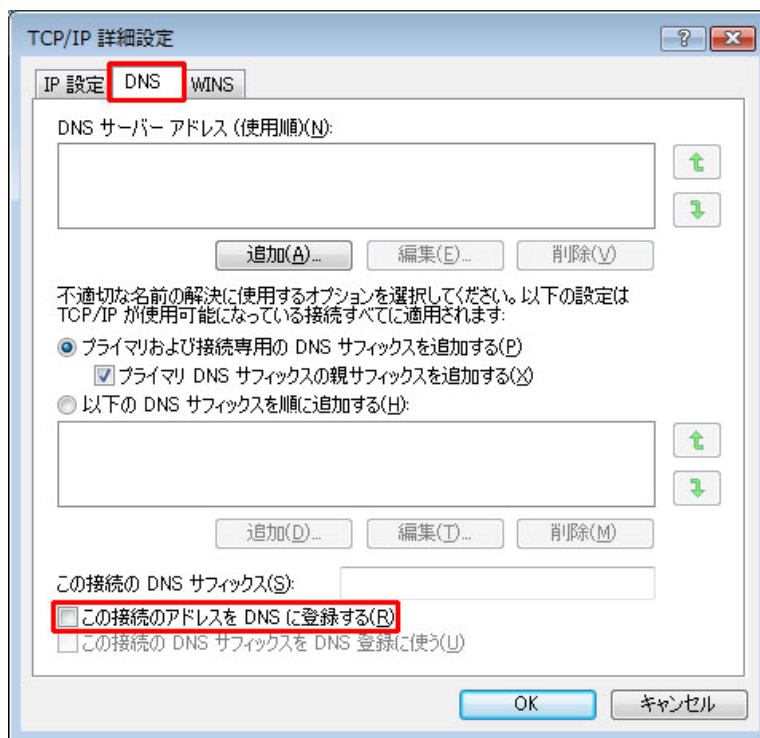 TCP/IP 詳細設定
IP 設定 DNS WINS
DNS サーバー アドレス (使用順)(N):
追加(A)... 編集(E)... 削除(V)
不適切な名前の解決に使用するオプションを選択してください。以下の設定は
TCP/IP が使用可能になっている接続すべてに適用されます:
プライマリおよび接続専用の DNS サフィックスを追加する(P)
プライマリ DNS サフィックスの親サフィックスを追加する(X)
以下の DNS サフィックスを順に追加する(H):
追加(D)... 編集(T)... 削除(M)
この接続の DNS サフィックス(S):
この接続のアドレスを DNS に登録する(R)
この接続の DNS サフィックスを DNS 登録に使う(U)
OK キャンセル